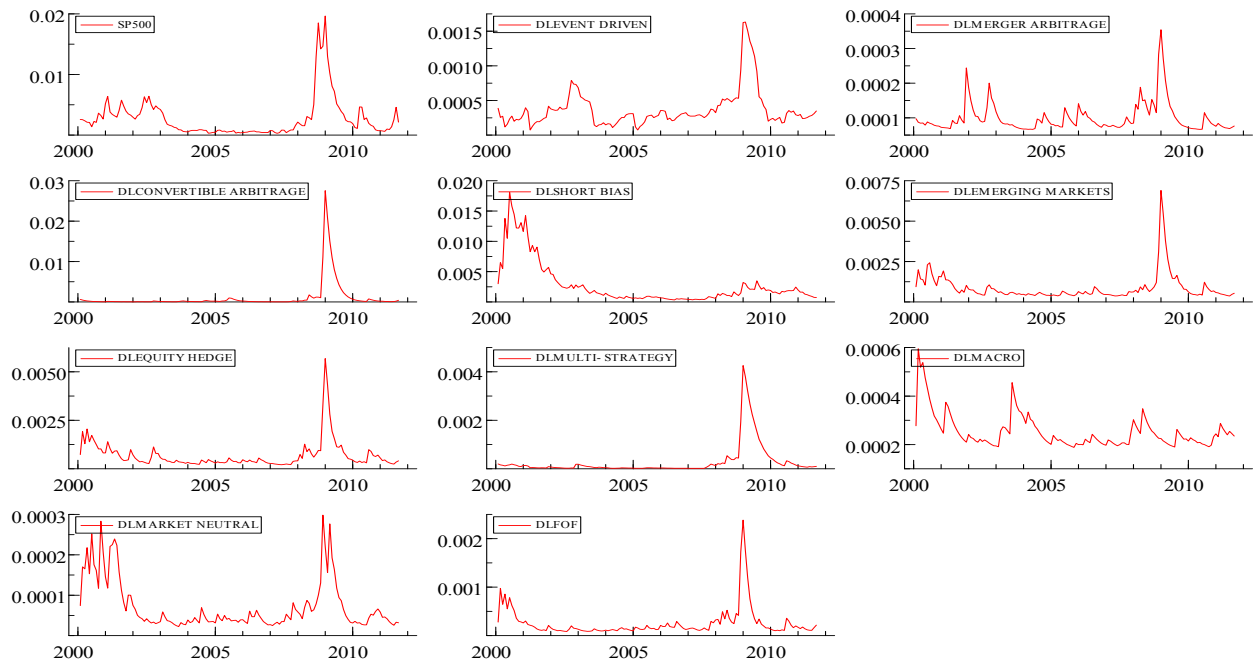 SP500
0.02
0.01
2000 2005 2010
DLEVENT DRIVEN
0.0015
0.0010
0.0005
2000 2005 2010
DLMERGER ARBITRAGE
0.0004
0.0003
0.0002
0.0001
2000 2005 2010
DLCONVERTIBLE ARBITRAGE
0.03
0.02
0.01
2000 2005 2010
DLSHORT BIAS
0.020
0.015
0.010
0.005
2000 2005 2010
DLEMERGING MARKETS
0.0075
0.0050
0.0025
2000 2005 2010
DLEQUITY HEDGE
0.0050
0.0025
2000 2005 2010
DLMULTI- STRATEGY
0.004
0.002
2000 2005 2010
DLMACRO
0.0006
0.0004
0.0002
2000 2005 2010
DLMARKET NEUTRAL
0.0003
0.0002
0.0001
2000 2005 2010
DLFOF
0.002
0.001
2000 2005 2010